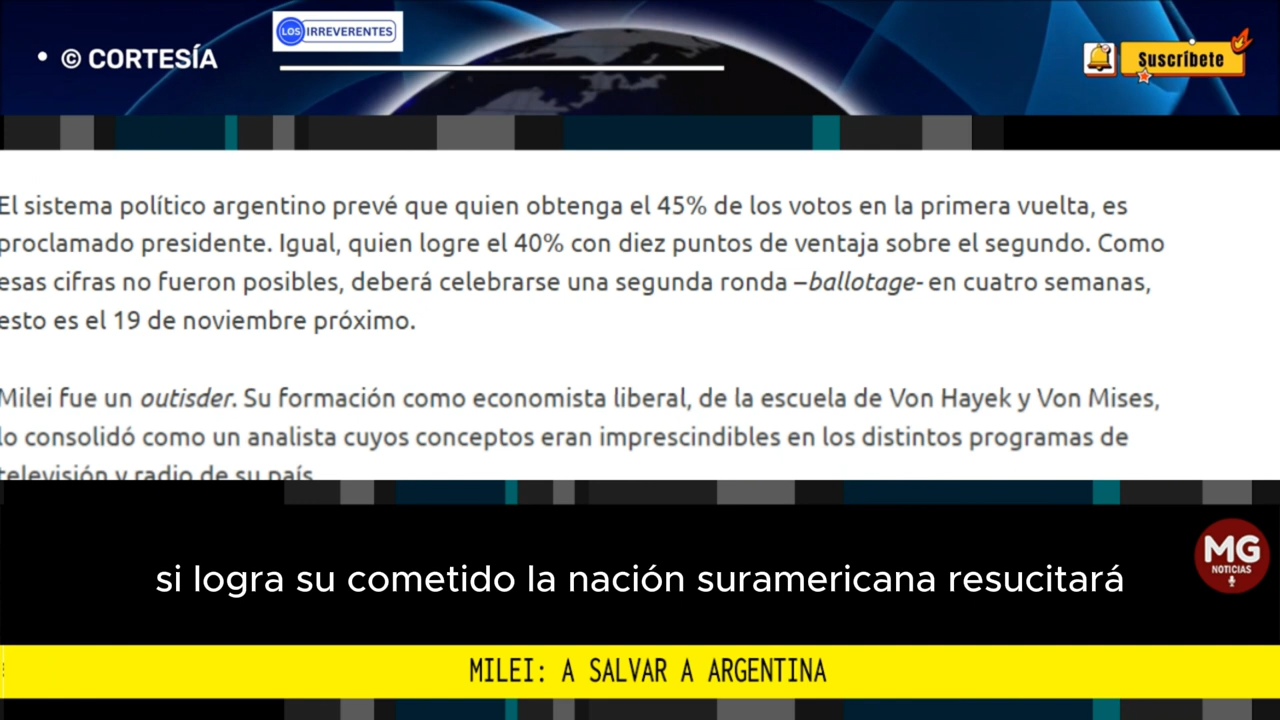 • © CORTESÍA
LOS IRREVERENTES
Suscríbete
El sistema político argentino prevé que quien obtenga el 45% de los votos en la primera vuelta, es
proclamado presidente. Igual, quien logre el 40% con diez puntos de ventaja sobre el segundo. Como
esas cifras no fueron posibles, deberá celebrarse una segunda ronda –ballotage- en cuatro semanas,
esto es el 19 de noviembre próximo.
Milei fue un outisder. Su formación como economista liberal, de la escuela de Von Hayek y Von Mises,
lo consolidó como un analista cuyos conceptos eran imprescindibles en los distintos programas de
televisión y radio de su país.
MG
NOTICIAS
si logra su cometido la nación suramericana resucitará
MILEI: A SALVAR A ARGENTINA